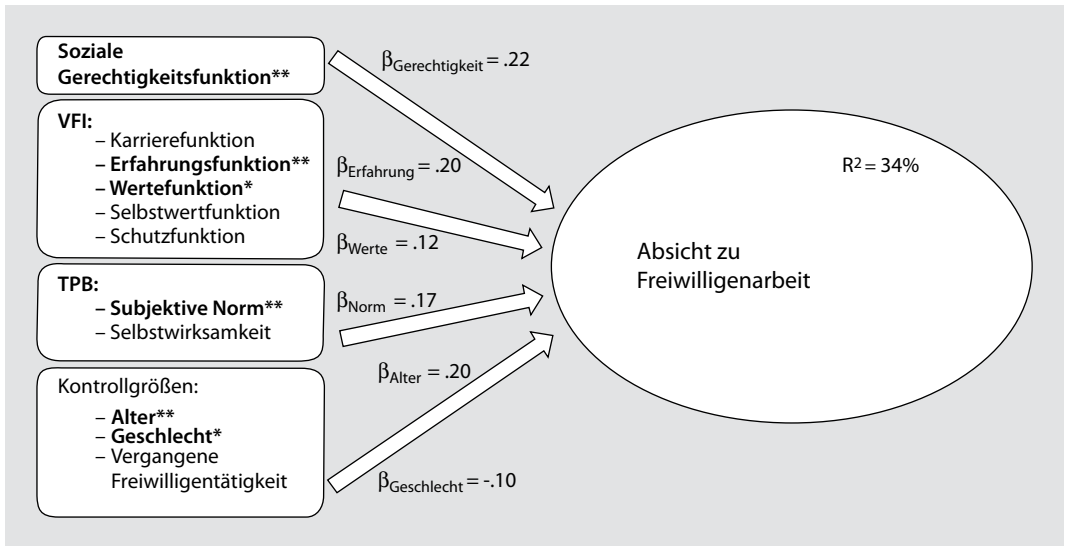 Soziale
Gerechtigkeitsfunktion**
VFI:
– Karrierefunktion
– Erfahrungsfunktion**
– Wertefunktion*
– Selbstwertfunktion
– Schutzfunktion
TPB:
– Subjektive Norm**
– Selbstwirksamkeit
Kontrollgrößen:
– Alter**
– Geschlecht*
– Vergangene
Freiwilligentätigkeit
βGerechtigkeit = .22
βErfahrung = .20
βWerte = .12
βNorm = .17
βAlter = .20
βGeschlecht = -.10
R² = 34%
Absicht zu
Freiwilligenarbeit